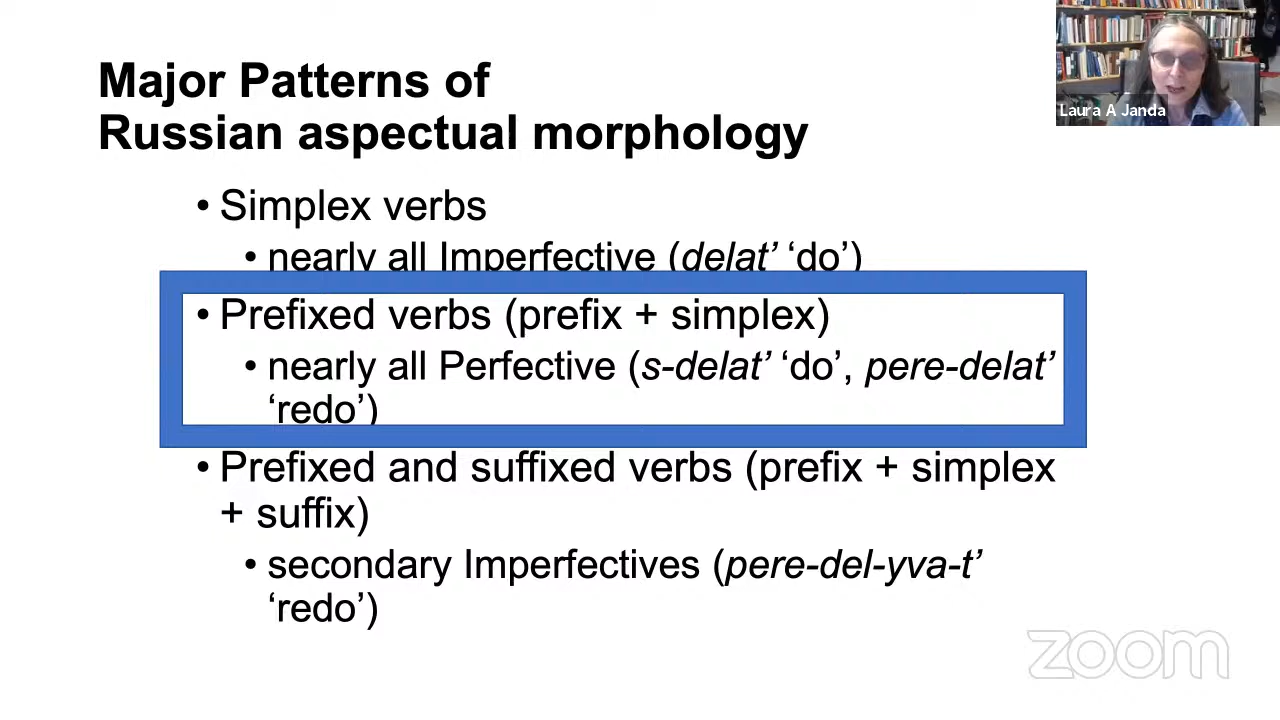 Major Patterns of
Russian aspectual morphology
• Simplex verbs
• nearly all Imperfective (delat’ ‘do’)
• Prefixed verbs (prefix + simplex)
• nearly all Perfective (s-delat’ ‘do’, pere-delat’
‘redo’)
• Prefixed and suffixed verbs (prefix + simplex
+ suffix)
• secondary Imperfectives (pere-del-yva-t’
‘redo’)
Laura A Janda
zoom